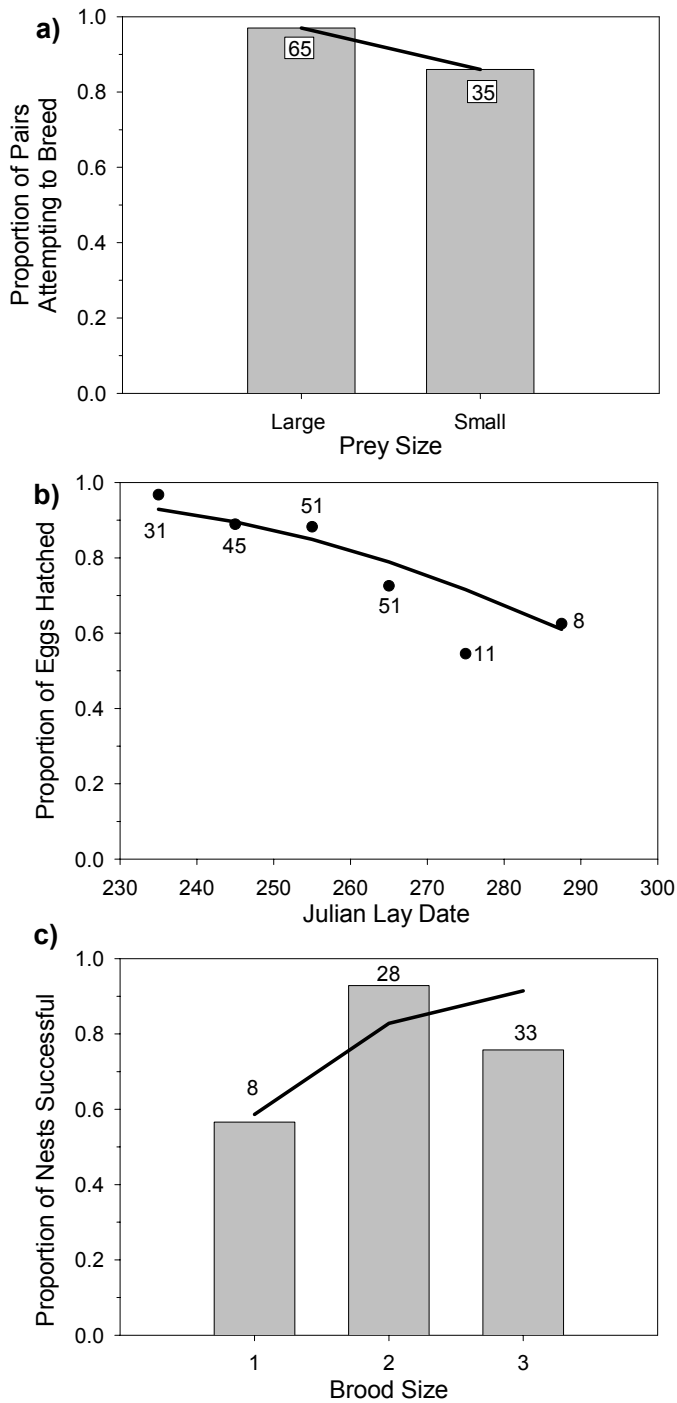 a)
Proportion of Pairs
Attempting to Breed
1.0
0.8
0.6
0.4
0.2
0.0
65
35
Large Small
Prey Size
b)
Proportion of Eggs Hatched
1.0
0.8
0.6
0.4
0.2
0.0
31
45
51
51
11
8
230 240 250 260 270 280 290 300
Julian Lay Date
c)
Proportion of Nests Successful
1.0
0.8
0.6
0.4
0.2
0.0
8
28
33
1 2 3
Brood Size